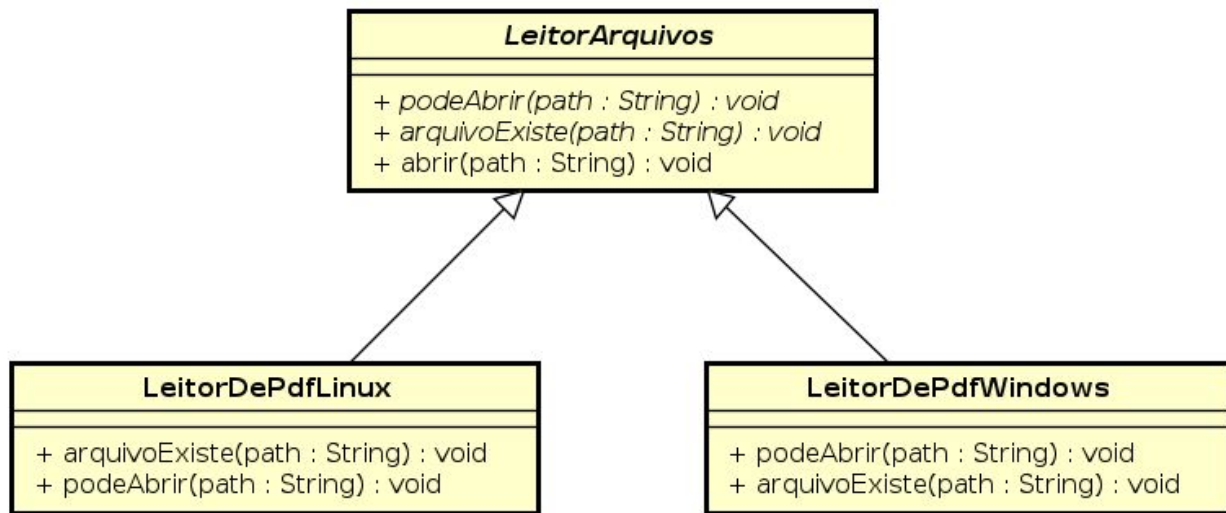 LeitorArquivos
+ podeAbrir(path : String) : void
+ arquivoExiste(path : String) : void
+ abrir(path : String) : void
LeitorDePdfLinux
+ arquivoExiste(path : String) : void
+ podeAbrir(path : String) : void
LeitorDePdfWindows
+ podeAbrir(path : String) : void
+ arquivoExiste(path : String) : void